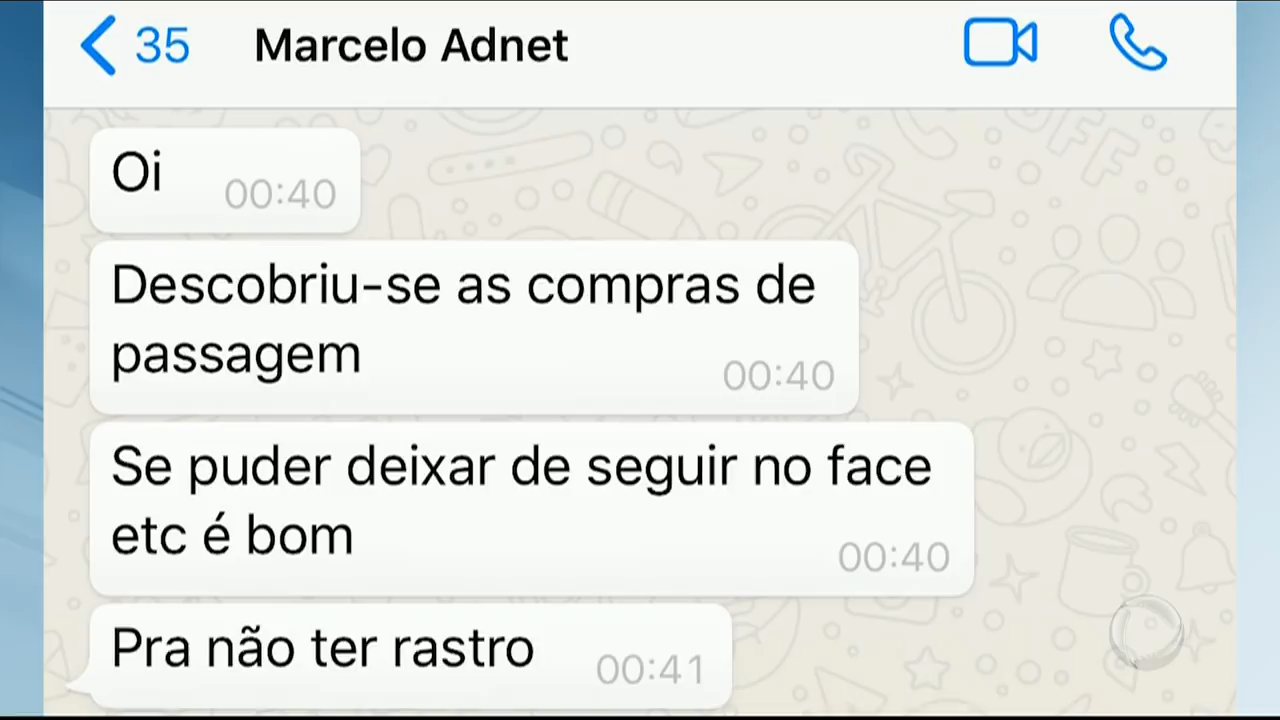 35 Marcelo Adnet
Oi 00:40
Descobriu-se as compras de
passagem 00:40
Se puder deixar de seguir no face
etc é bom 00:40
Pra não ter rastro 00:41